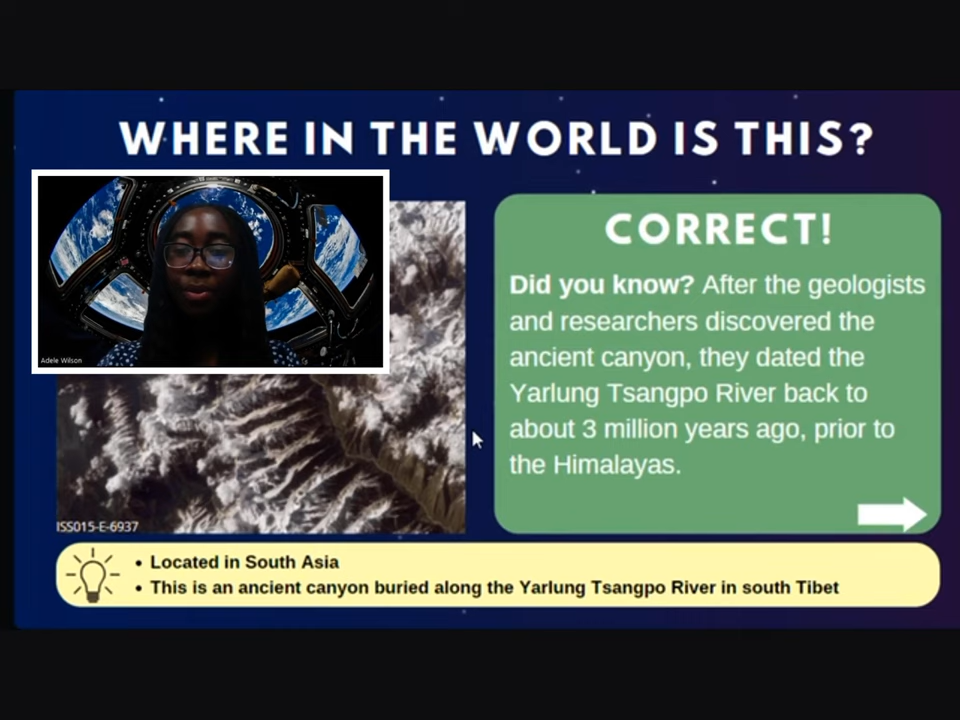 WHERE IN THE WORLD IS THIS?
Adele Wilson
CORRECT!
Did you know? After the geologists
and researchers discovered the
ancient canyon, they dated the
Yarlung Tsangpo River back to
about 3 million years ago, prior to
the Himalayas.
ISS015-E-6937
• Located in South Asia
• This is an ancient canyon buried along the Yarlung Tsangpo River in south Tibet